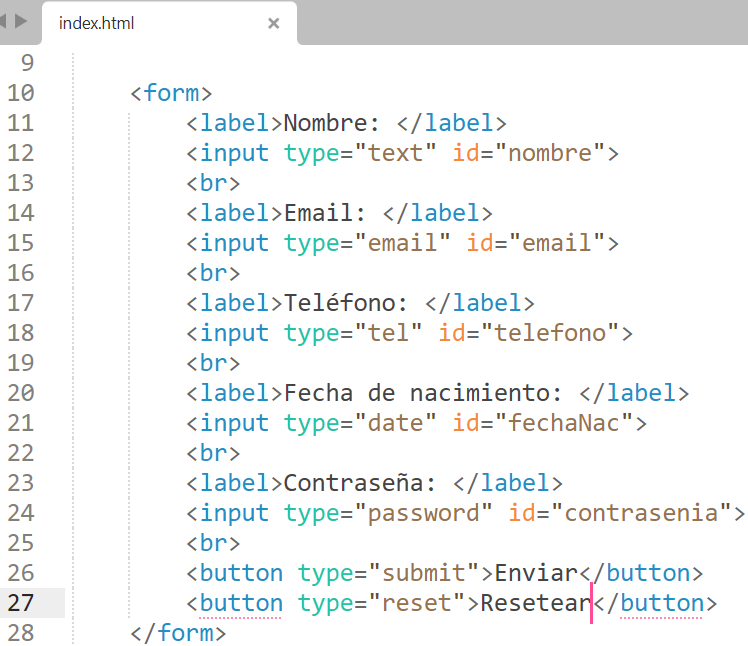 index.html ×
9
10 <form>
11 <label>Nombre: </label>
12 <input type="text" id="nombre">
13 <br>
14 <label>Email: </label>
15 <input type="email" id="email">
16 <br>
17 <label>Teléfono: </label>
18 <input type="tel" id="telefono">
19 <br>
20 <label>Fecha de nacimiento: </label>
21 <input type="date" id="fechaNac">
22 <br>
23 <label>Contraseña: </label>
24 <input type="password" id="contrasenia">
25 <br>
26 <button type="submit">Enviar</button>
27 <button type="reset">Resetear</button>
28 </form>